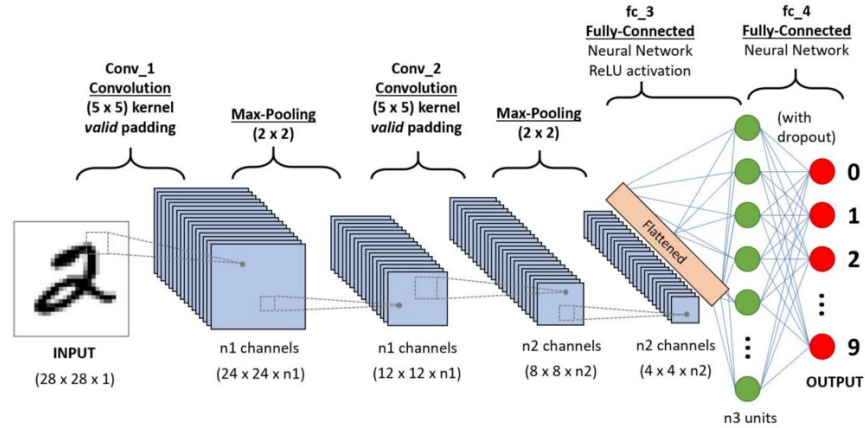 fc_3
Fully-Connected
Neural Network
ReLU activation
fc_4
Fully-Connected
Neural Network
Conv_1
Convolution
(5 x 5) kernel
valid padding
Max-Pooling
(2 x 2)
Conv_2
Convolution
(5 x 5) kernel
valid padding
Max-Pooling
(2 x 2)
(with
dropout)
2
INPUT
(28 x 28 x 1)
n1 channels
(24 x 24 x n1)
n1 channels
(12 x 12 x n1)
n2 channels
(8 x 8 x n2)
n2 channels
(4 x 4 x n2)
Flattened
n3 units
0
1
2
9
OUTPUT